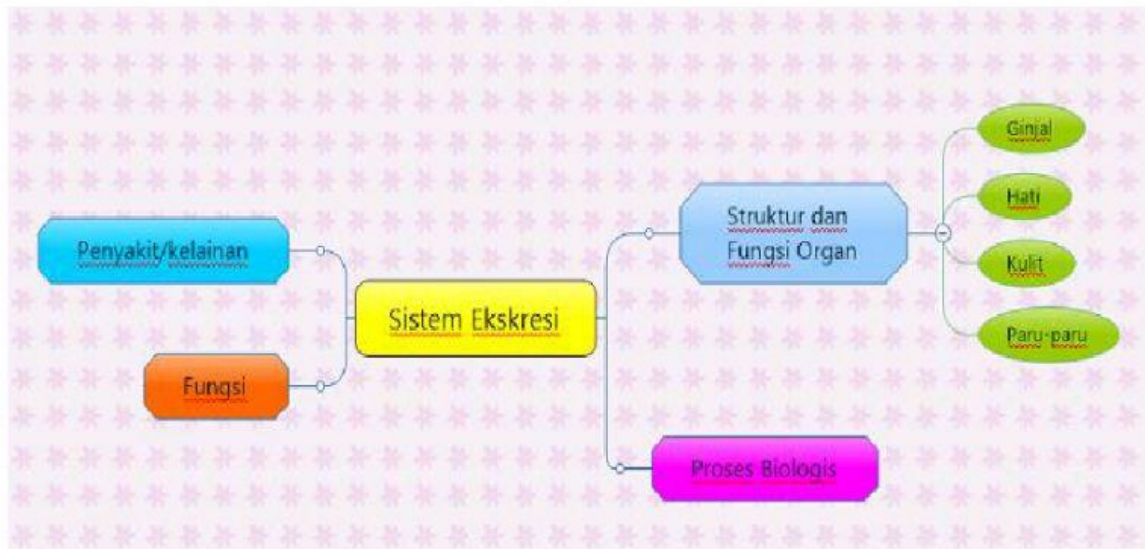 Penyakit/kelainan
Fungsi
Sistem Ekskresi
Struktur dan
Fungsi Organ
Proses Biologis
Ginjal
Hati
Kulit
Paru-paru